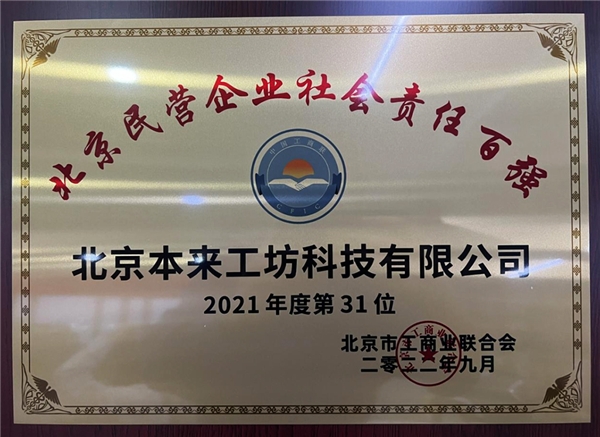 北京民营企业社会责任百强
北京本来工坊科技有限公司
2021年度第31位
北京市工商业联合会
二零二二年九月